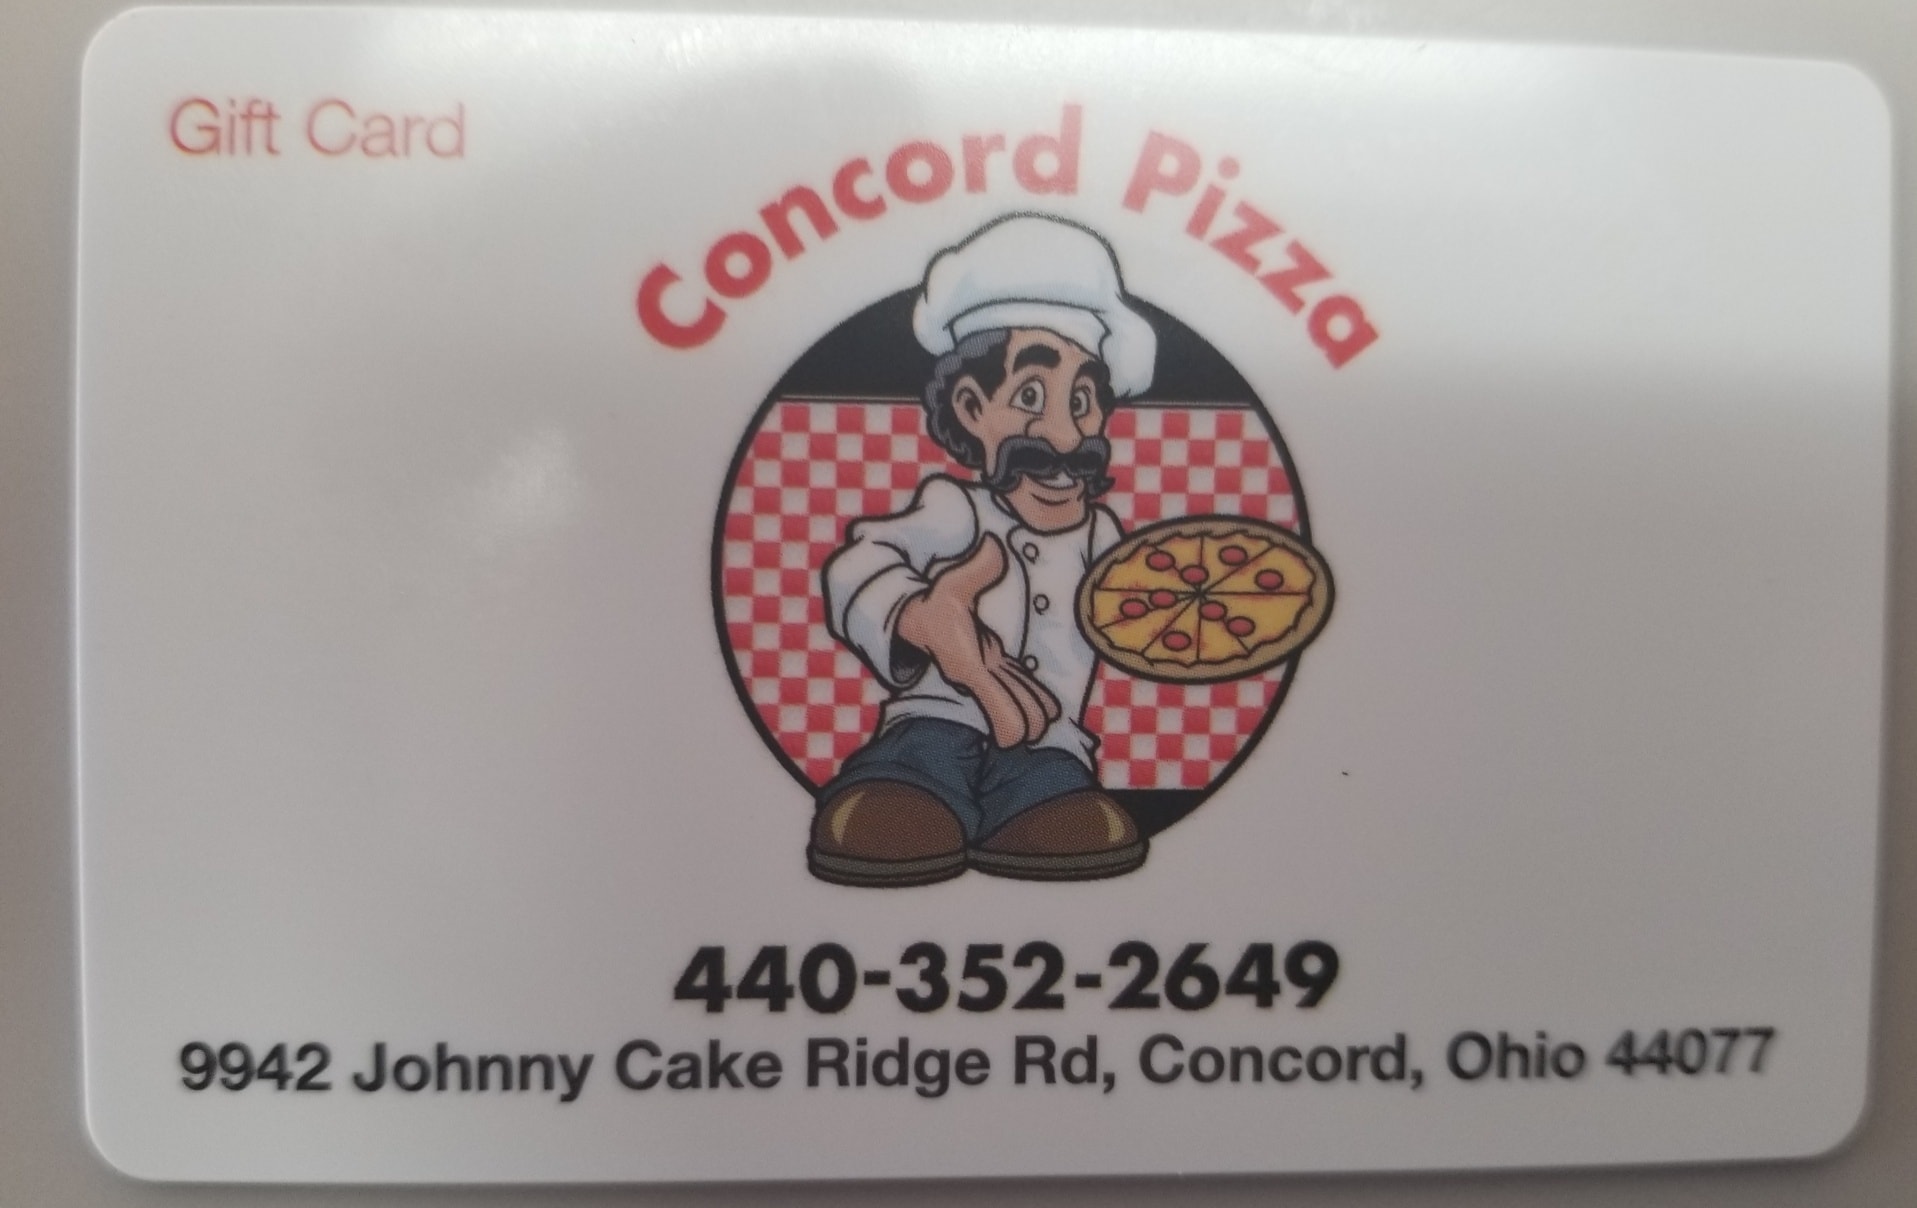 Gift Card
Concord Pizza
440-352-2649
9942 Johnny Cake Ridge Rd, Concord, Ohio 44077